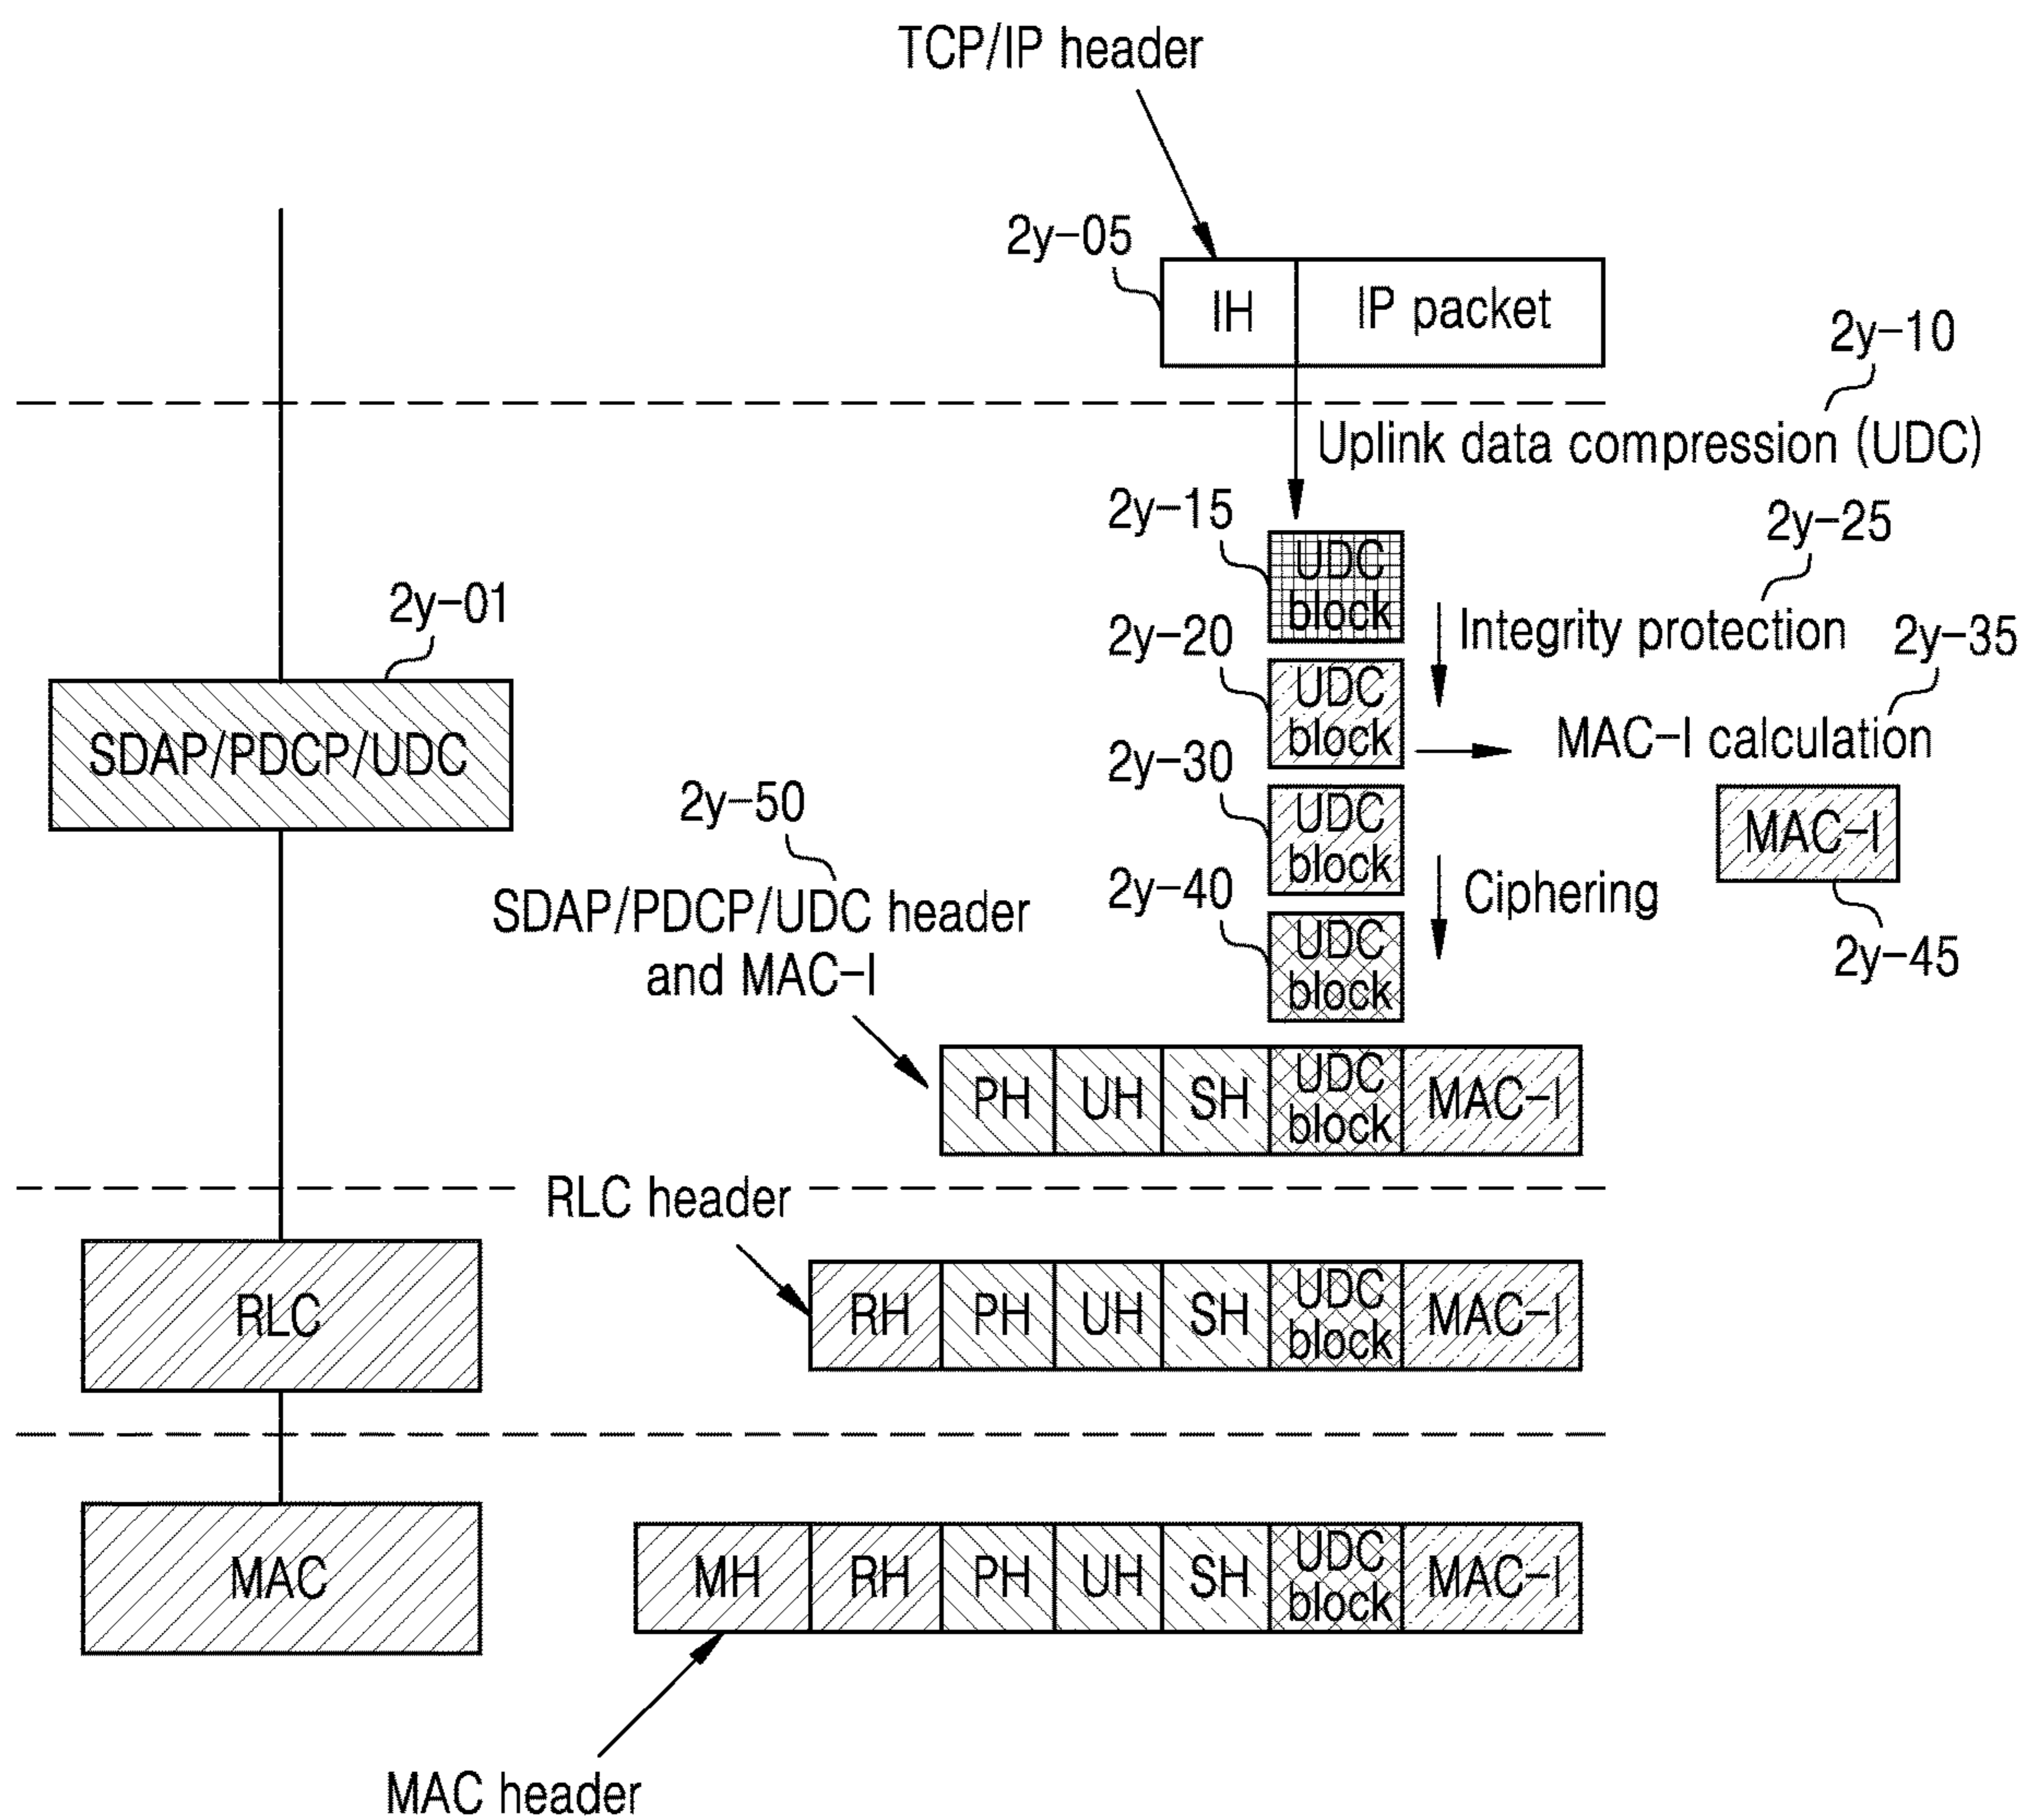 TCP/IP header
2y-05
IH
IP packet
2y-10
Uplink data compression (UDC)
2y-15
UDC
block
2y-25
Integrity protection
2y-01
SDAP/PDCP/UDC
2y-20
UDC
block
2y-35
MAC-I calculation
2y-30
UDC
block
MAC-I
2y-45
Ciphering
2y-40
UDC
block
2y-50
SDAP/PDCP/UDC header
and MAC-I
PH
UH
SH
UDC
block
MAC-I
RLC header
RLC
RH
PH
UH
SH
UDC
block
MAC-I
MAC
MH
RH
PH
UH
SH
UDC
block
MAC-I
MAC header